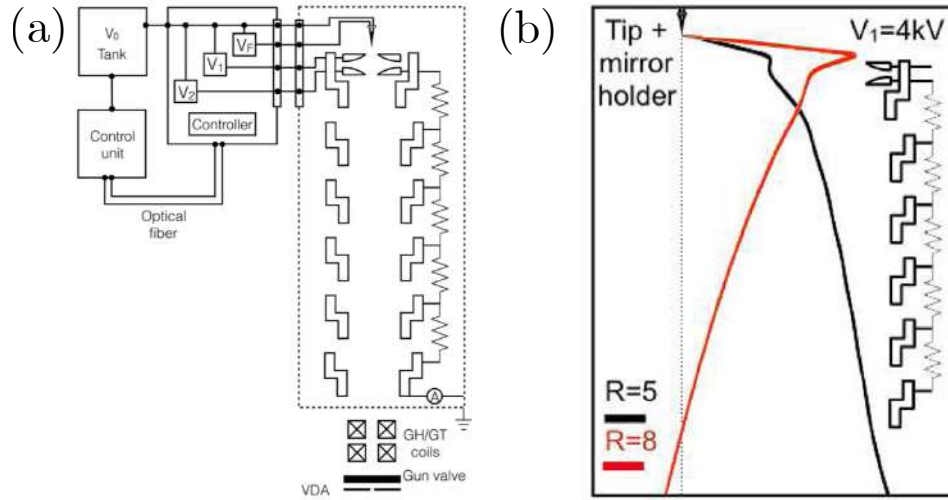 (a)
V₀
Tank
V_F
V₁
V₂
Controller
Control
unit
Optical
fiber
A
GH/GT
coils
Gun valve
VDA
(b)
Tip +
mirror
holder
V₁=4kV
R=5
R=8